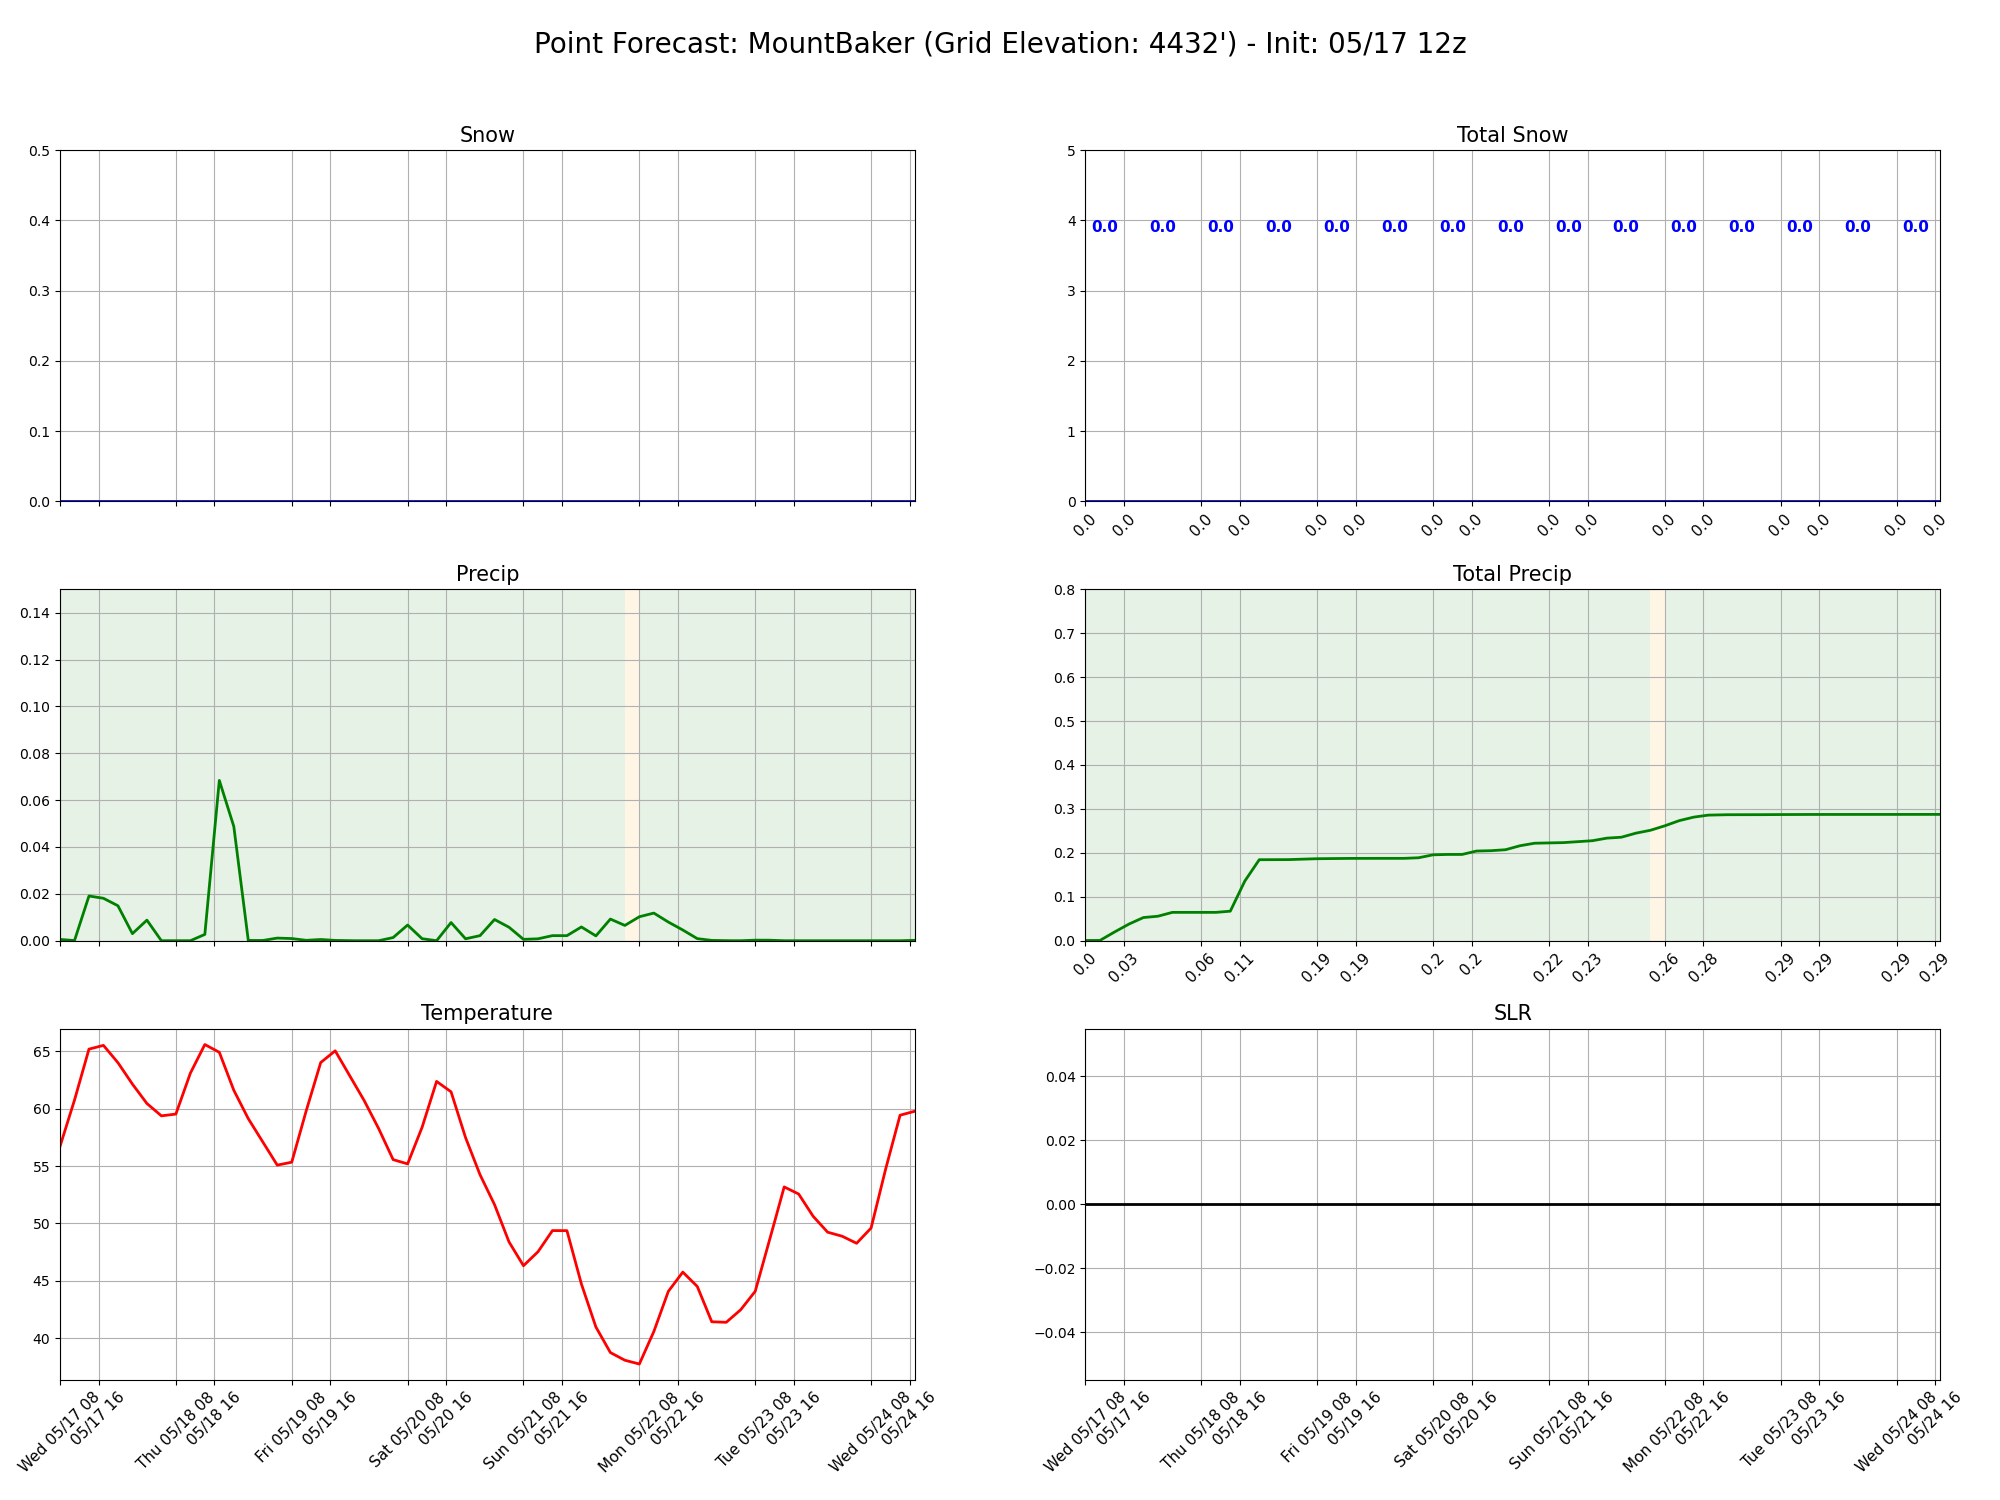 Point Forecast: MountBaker (Grid Elevation: 4432') - Init: 05/17 12z
Snow
0.5
0.4
0.3
0.2
0.1
0.0
Total Snow
5
4
3
2
1
0
0.0 0.0 0.0 0.0 0.0 0.0 0.0 0.0 0.0 0.0 0.0 0.0 0.0 0.0 0.0
0.0 0.0 0.0 0.0 0.0 0.0 0.0 0.0 0.0 0.0 0.0 0.0 0.0 0.0 0.0 0.0
Precip
0.14
0.12
0.10
0.08
0.06
0.04
0.02
0.00
Total Precip
0.8
0.7
0.6
0.5
0.4
0.3
0.2
0.1
0.0
0.0 0.03 0.06 0.11 0.19 0.19 0.2 0.2 0.22 0.23 0.26 0.28 0.29 0.29 0.29 0.29
Temperature
65
60
55
50
45
40
Wed 05/17 08
05/17 16
Thu 05/18 08
05/18 16
Fri 05/19 08
05/19 16
Sat 05/20 08
05/20 16
Sun 05/21 08
05/21 16
Mon 05/22 08
05/22 16
Tue 05/23 08
05/23 16
Wed 05/24 08
05/24 16
SLR
0.04
0.02
0.00
−0.02
−0.04
Wed 05/17 08
05/17 16
Thu 05/18 08
05/18 16
Fri 05/19 08
05/19 16
Sat 05/20 08
05/20 16
Sun 05/21 08
05/21 16
Mon 05/22 08
05/22 16
Tue 05/23 08
05/23 16
Wed 05/24 08
05/24 16